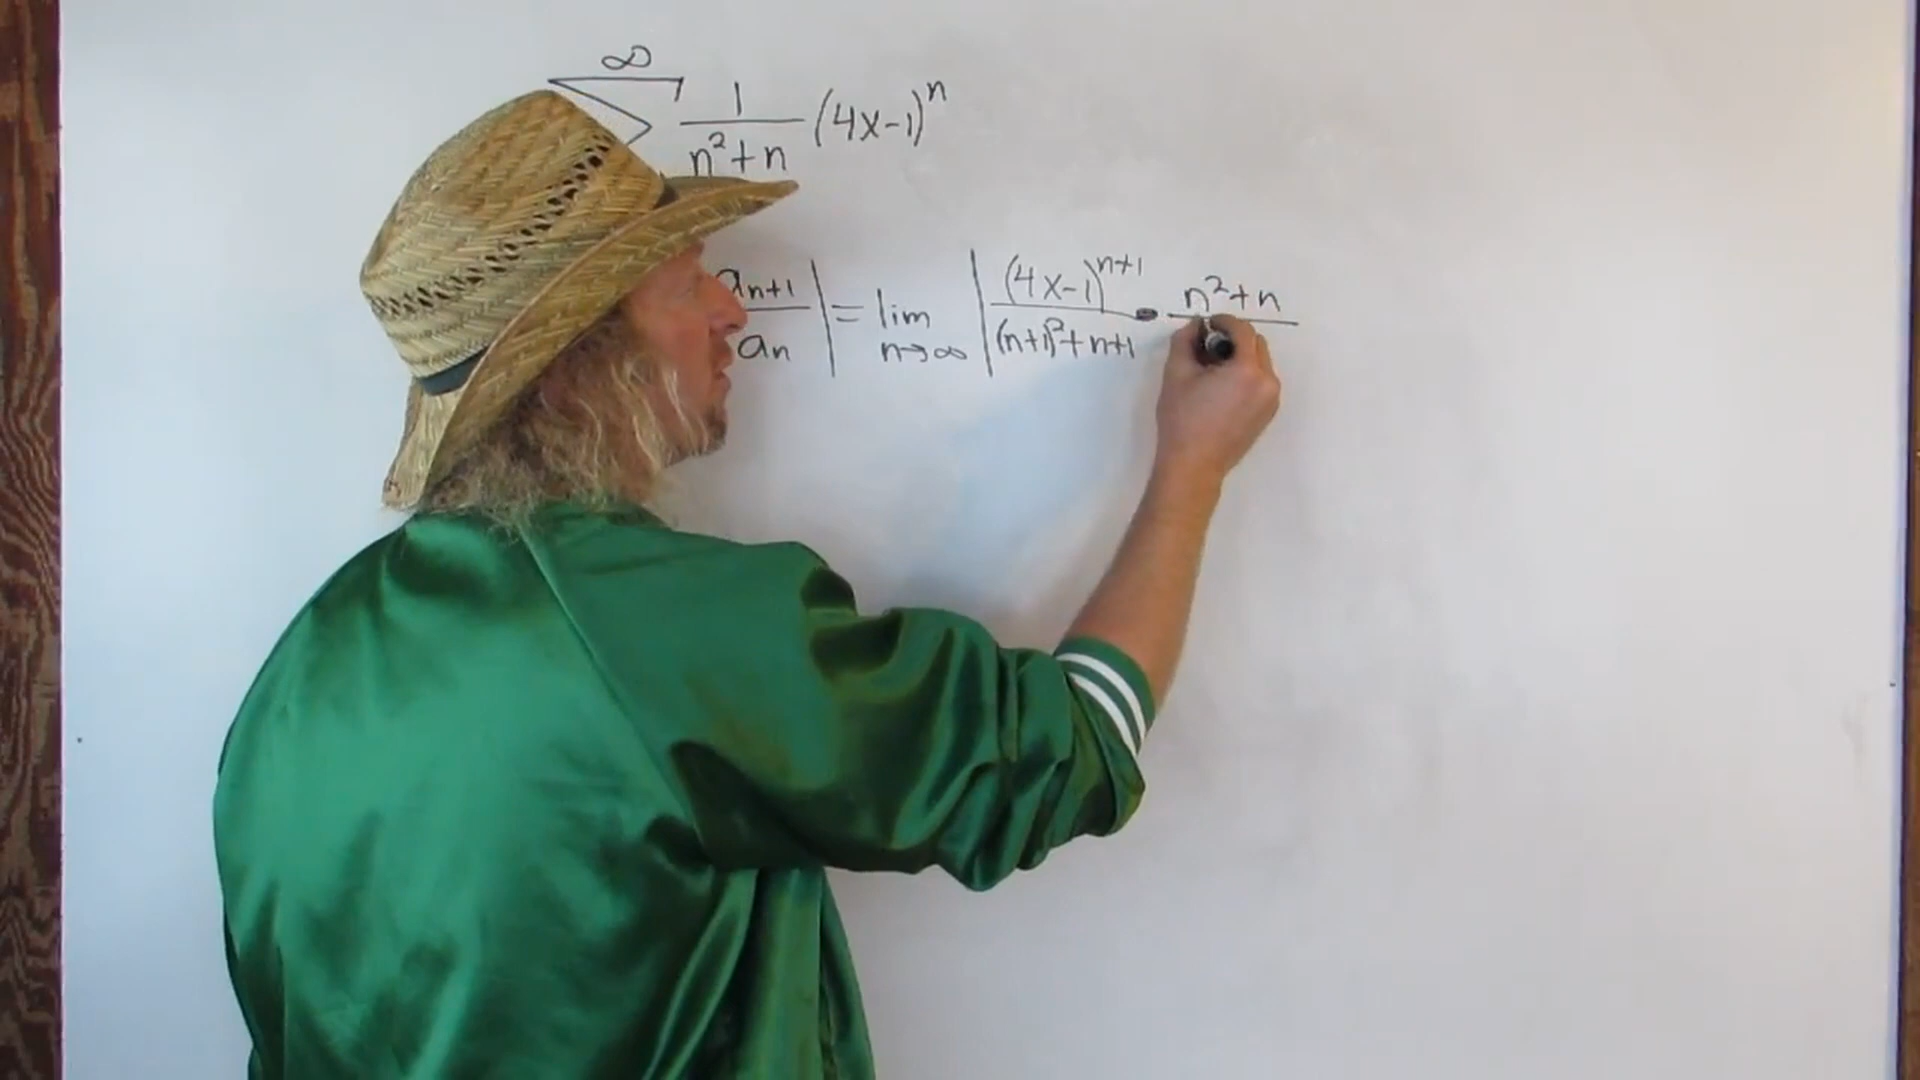 ∞
Σ 1/(n²+n) (4x-1)ⁿ
aₙ₊₁/aₙ | = lim n→∞ | (4x-1)ⁿ⁺¹/((n+1)²+n+1) · n²+n